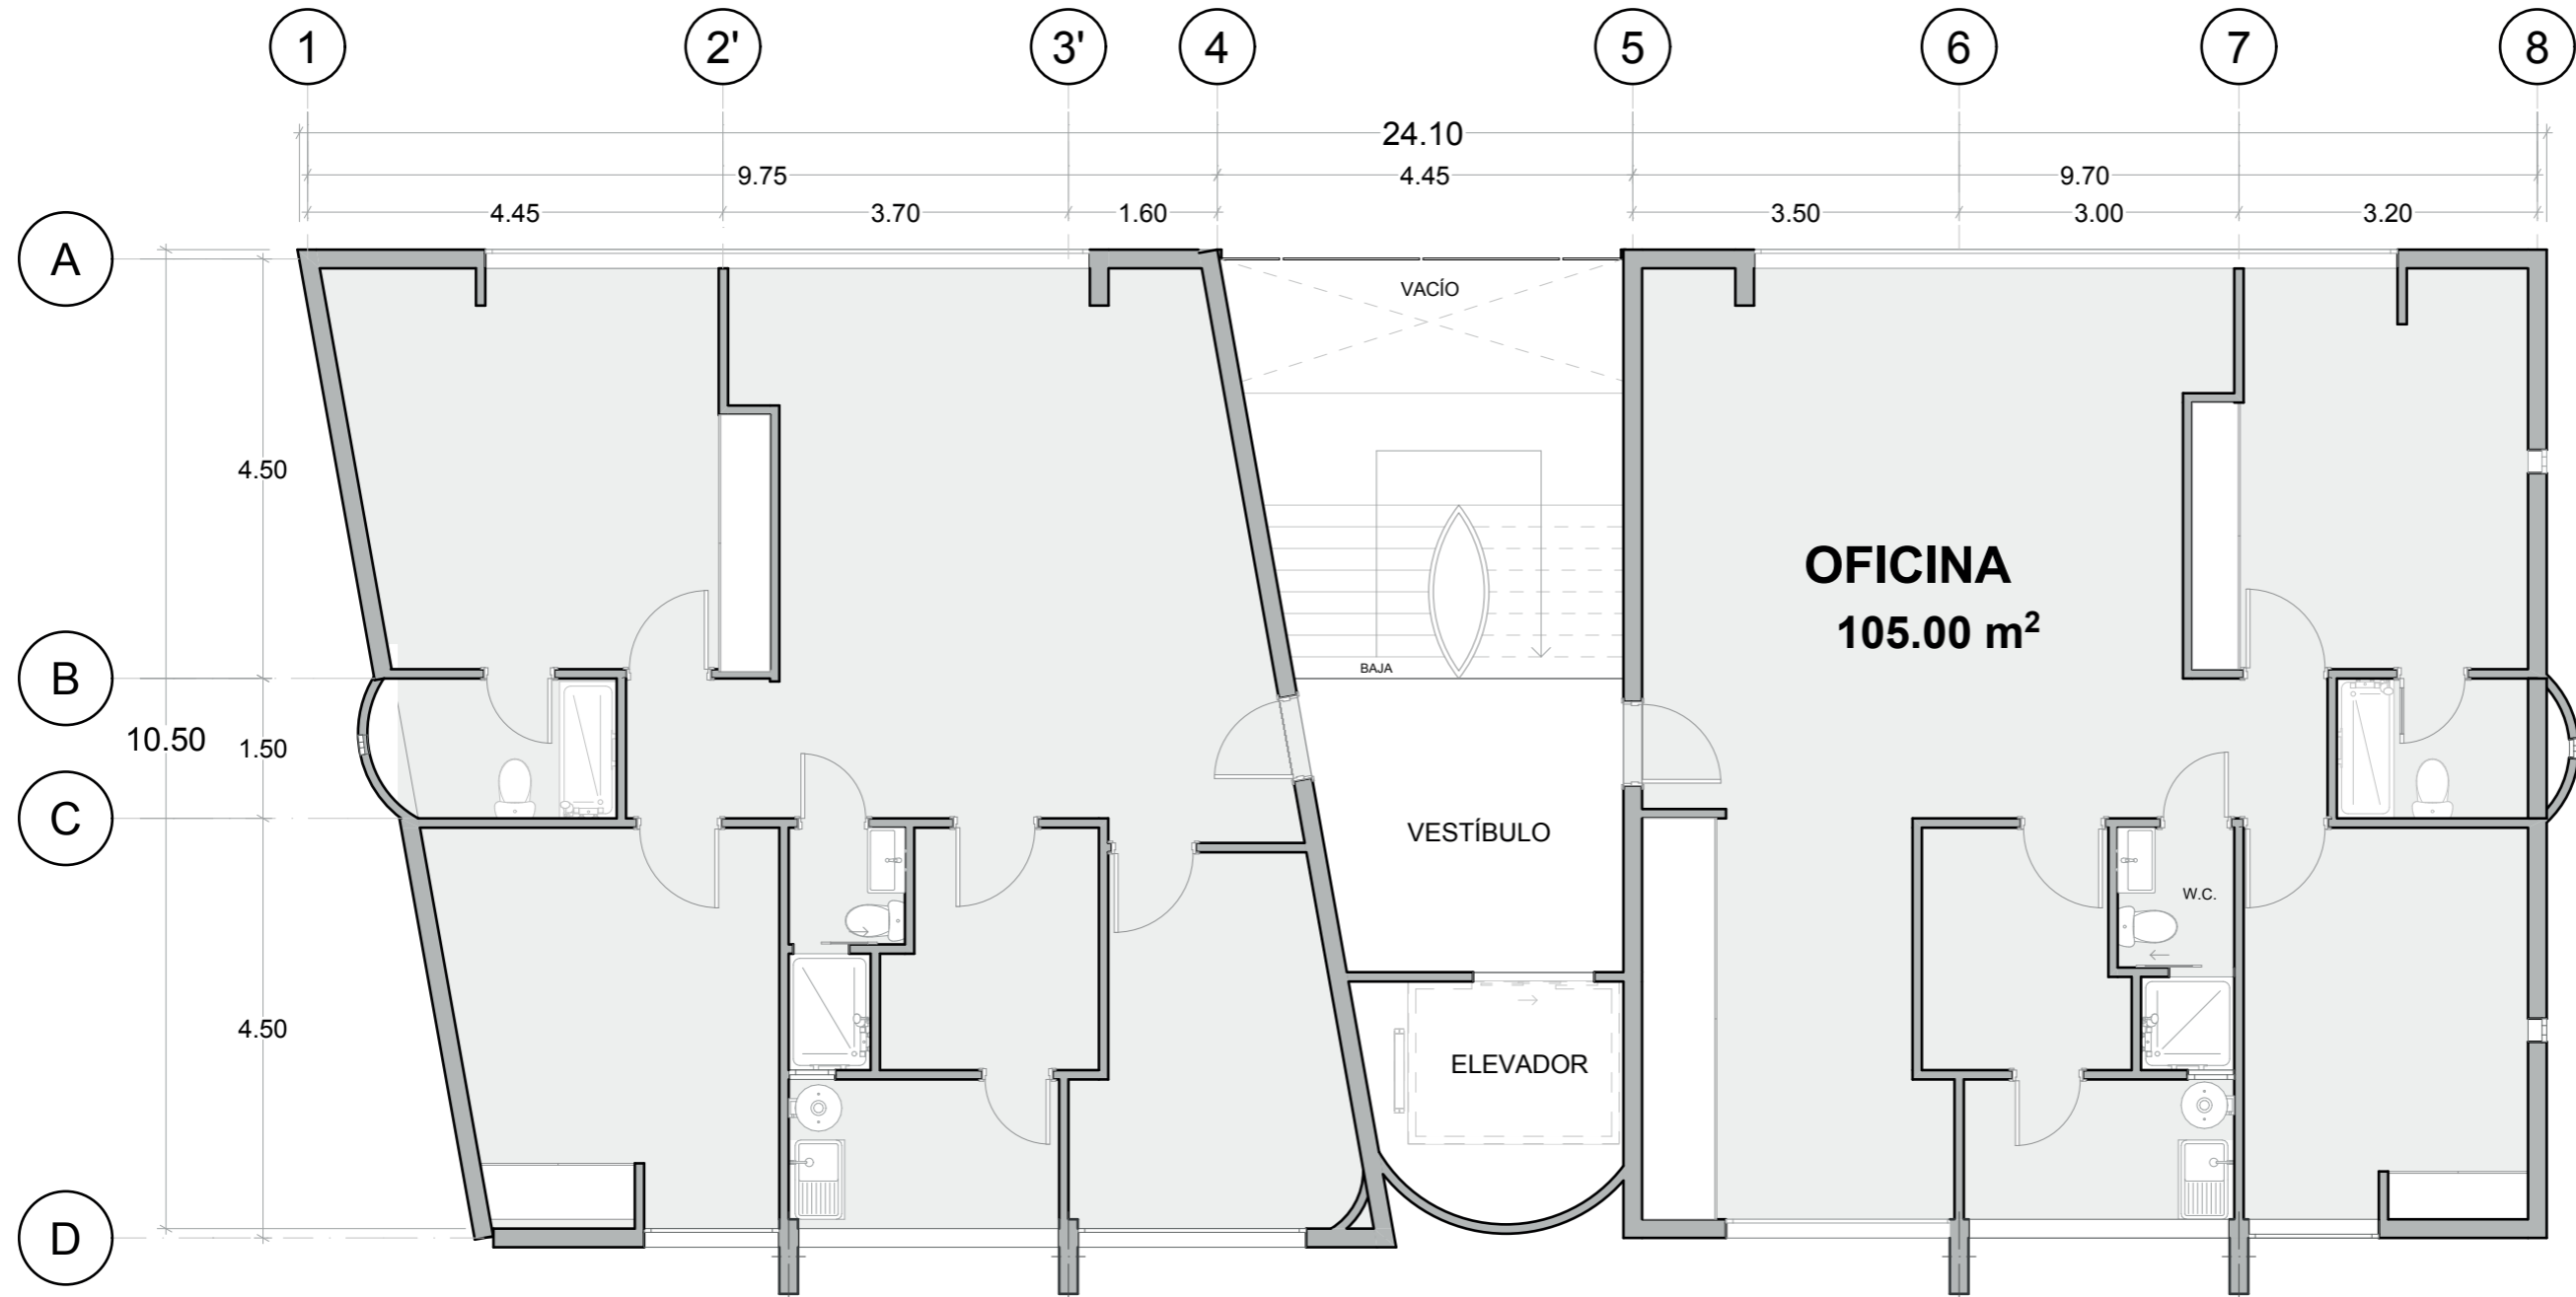 1 2' 3' 4 5 6 7 8
24.10
9.75 4.45 9.70
4.45 3.70 1.60 3.50 3.00 3.20
A
VACÍO
4.50
OFICINA
105.00 m²
B
BAJA
10.50 1.50
C
VESTÍBULO
W.C.
4.50
ELEVADOR
D